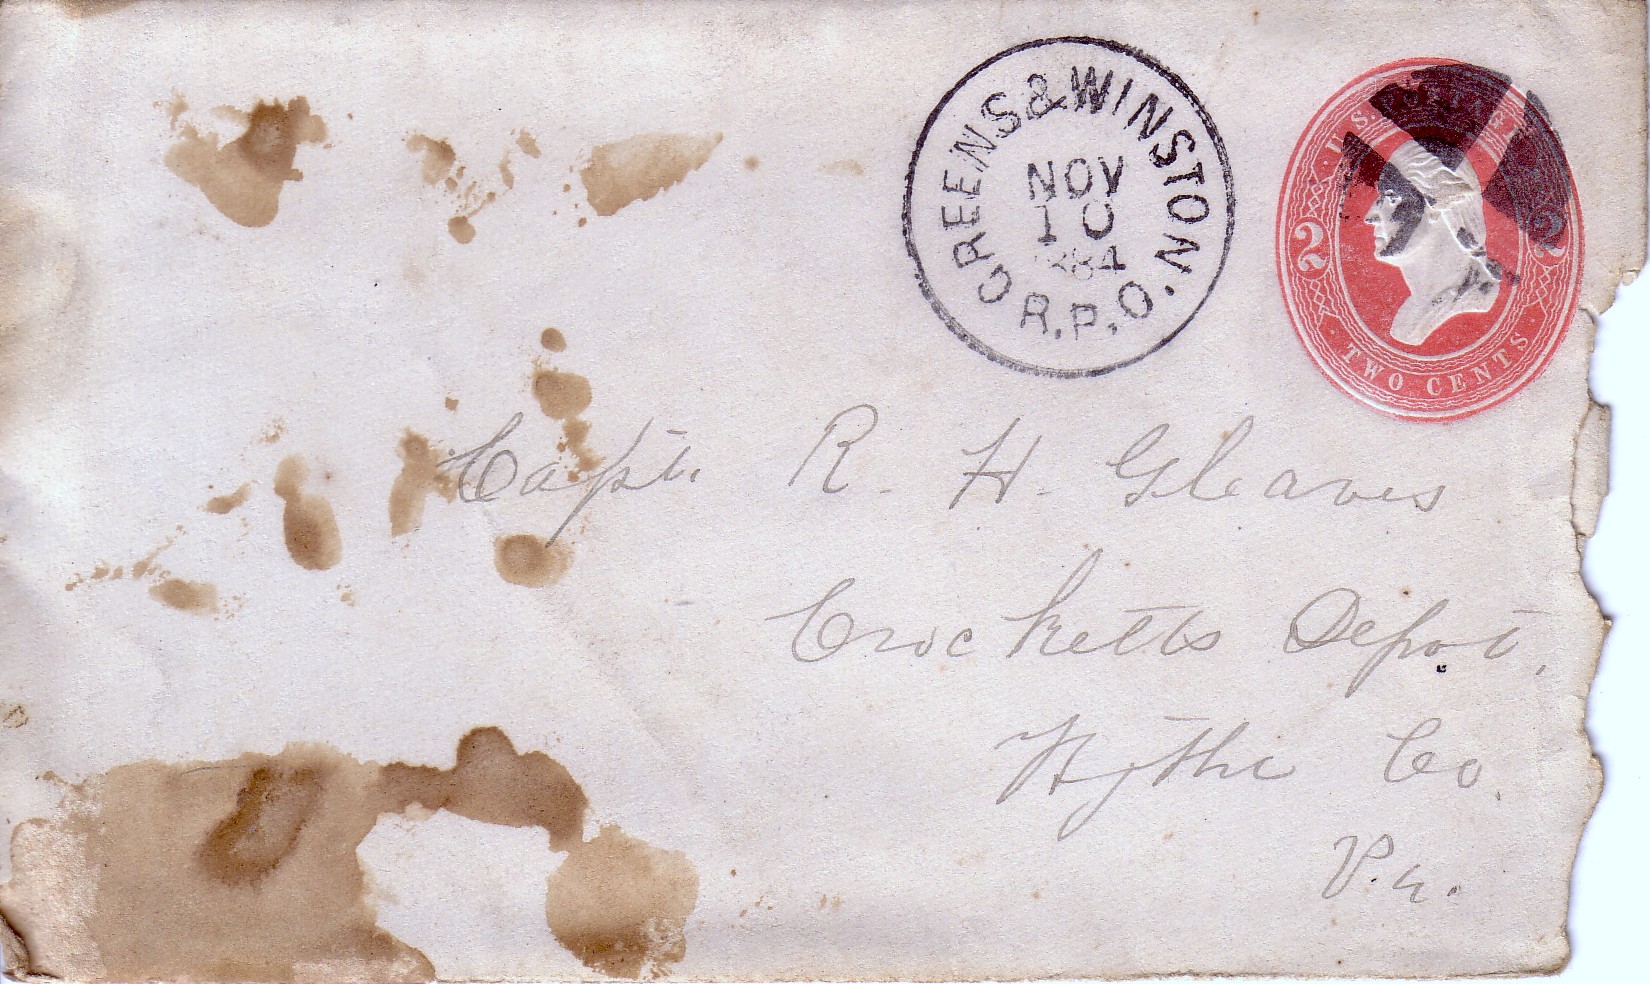 GREENS & WINSTON.
NOV
10
1884
R.P.O.
U.S. POSTAGE
2 2
TWO CENTS
Capt. R. H. Gleaves
Crocketts Depot,
Wythe Co.
Va.